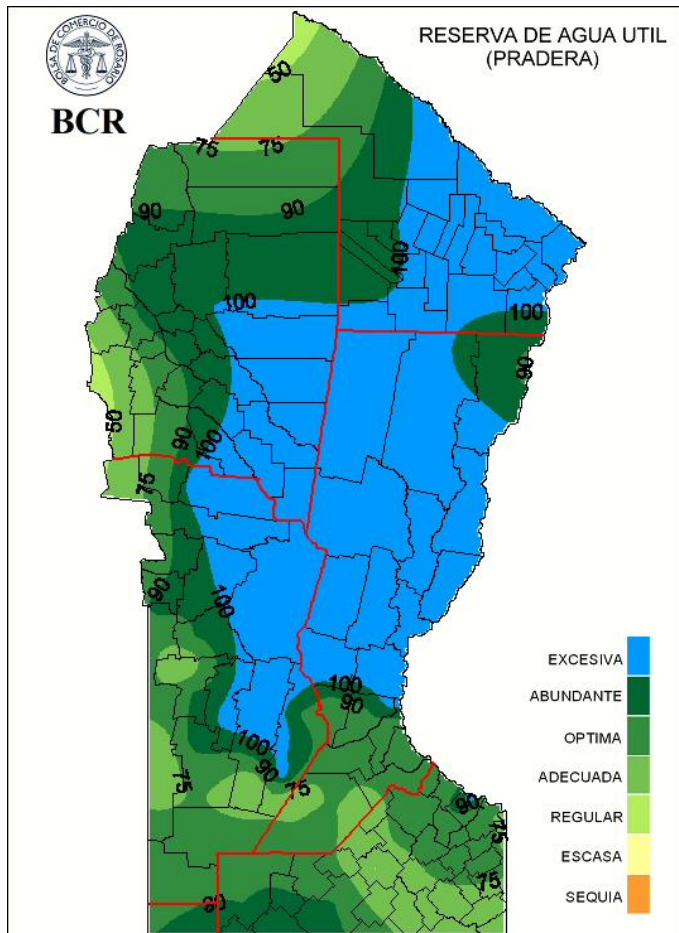 BOLSA DE COMERCIO DE ROSARIO
BCR
RESERVA DE AGUA UTIL
(PRADERA)
50
75
75
90
90
100
100
100
90
50
90
100
75
90
100
100
90
100
90
75
75
90
75
75
EXCESIVA
ABUNDANTE
OPTIMA
ADECUADA
REGULAR
ESCASA
SEQUIA